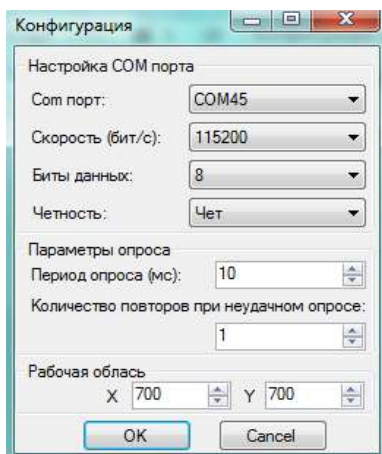 Конфигурация
Настройка COM порта
Com порт: COM45
Скорость (бит/с): 115200
Биты данных: 8
Четность: Чет
Параметры опроса
Период опроса (мс): 10
Количество повторов при неудачном опросе:
1
Рабочая обласъ
X 700 Y 700
OK Cancel